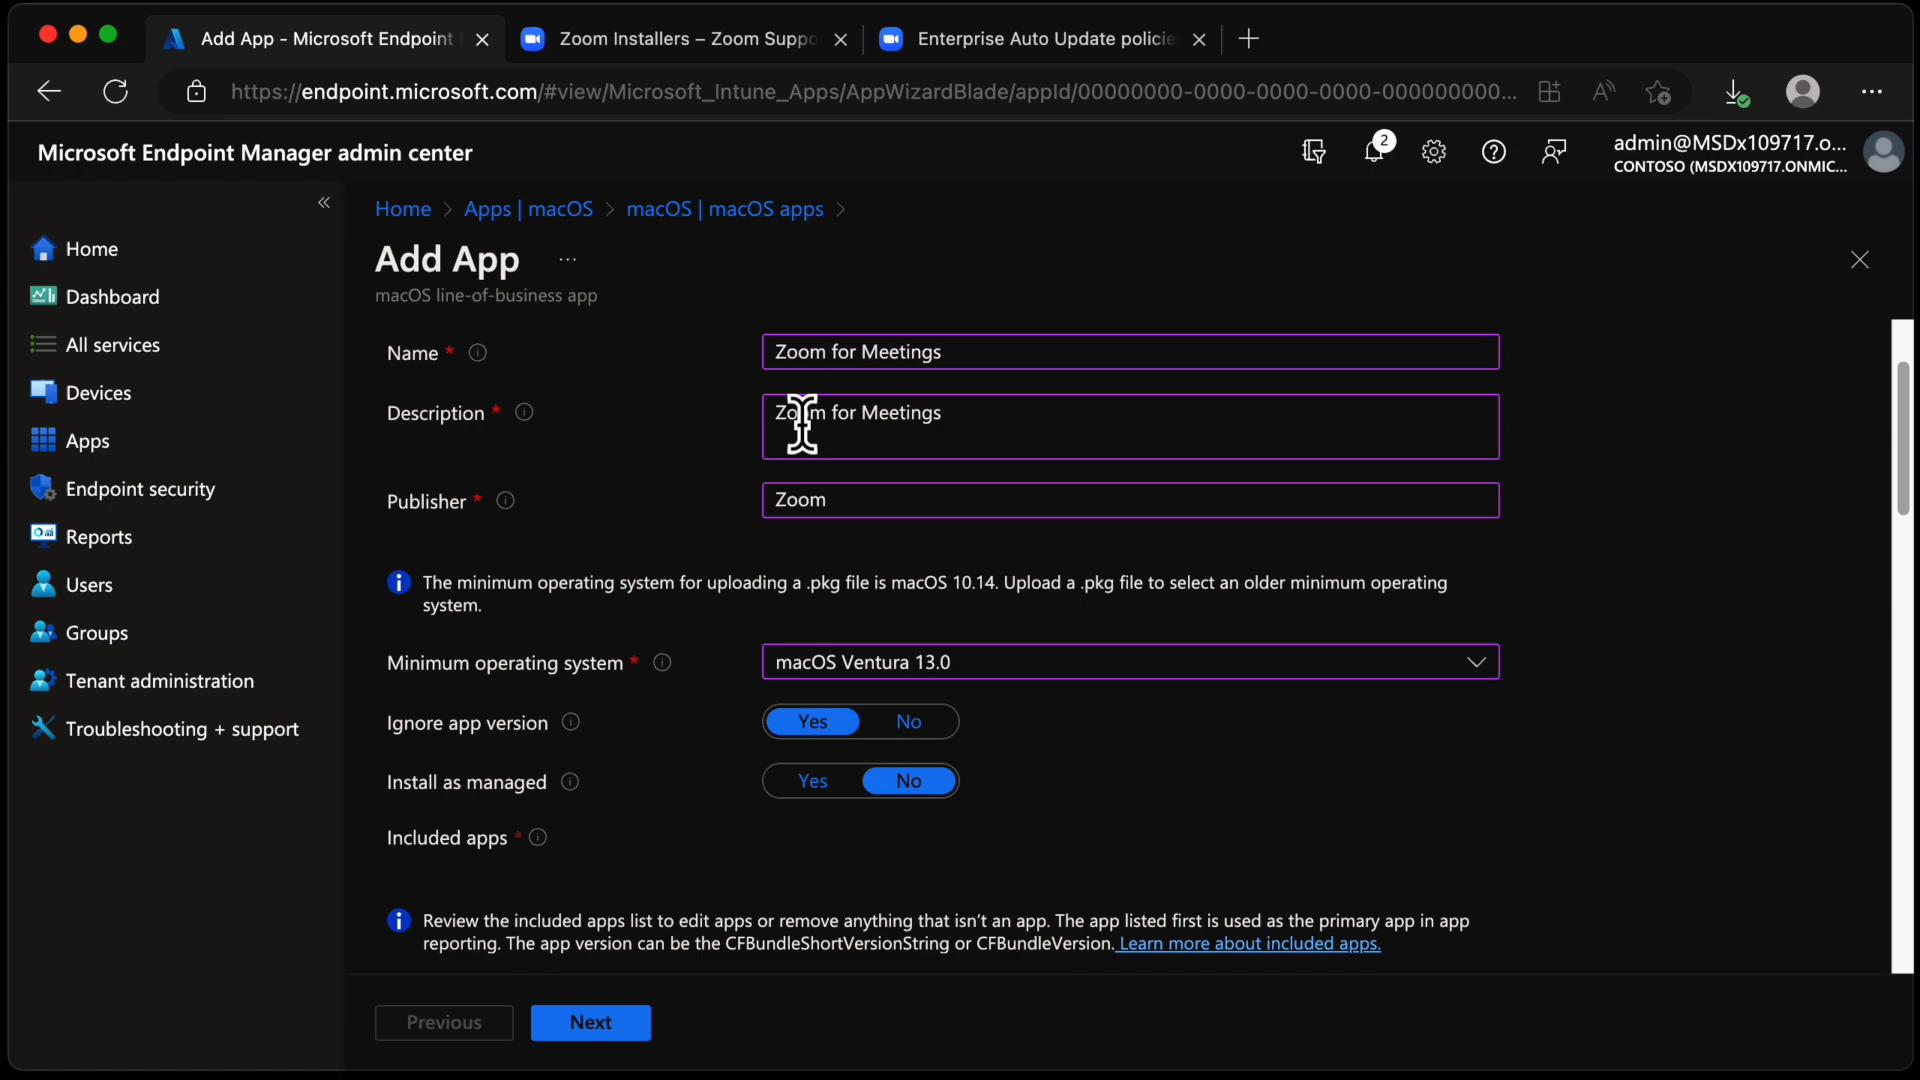 Add App - Microsoft Endpoint
Zoom Installers – Zoom Suppo
Enterprise Auto Update policie
https://endpoint.microsoft.com/#view/Microsoft_Intune_Apps/AppWizardBlade/appId/00000000-0000-0000-0000-000000000...
Microsoft Endpoint Manager admin center
2
admin@MSDx109717.o...
CONTOSO (MSDX109717.ONMIC...
Home
Dashboard
All services
Devices
Apps
Endpoint security
Reports
Users
Groups
Tenant administration
Troubleshooting + support
Home > Apps | macOS > macOS | macOS apps >
Add App ...
macOS line-of-business app
Name * Zoom for Meetings
Description * Zoom for Meetings
Publisher * Zoom
The minimum operating system for uploading a .pkg file is macOS 10.14. Upload a .pkg file to select an older minimum operating
system.
Minimum operating system * macOS Ventura 13.0
Ignore app version Yes No
Install as managed Yes No
Included apps *
Review the included apps list to edit apps or remove anything that isn't an app. The app listed first is used as the primary app in app
reporting. The app version can be the CFBundleShortVersionString or CFBundleVersion. Learn more about included apps.
Previous Next